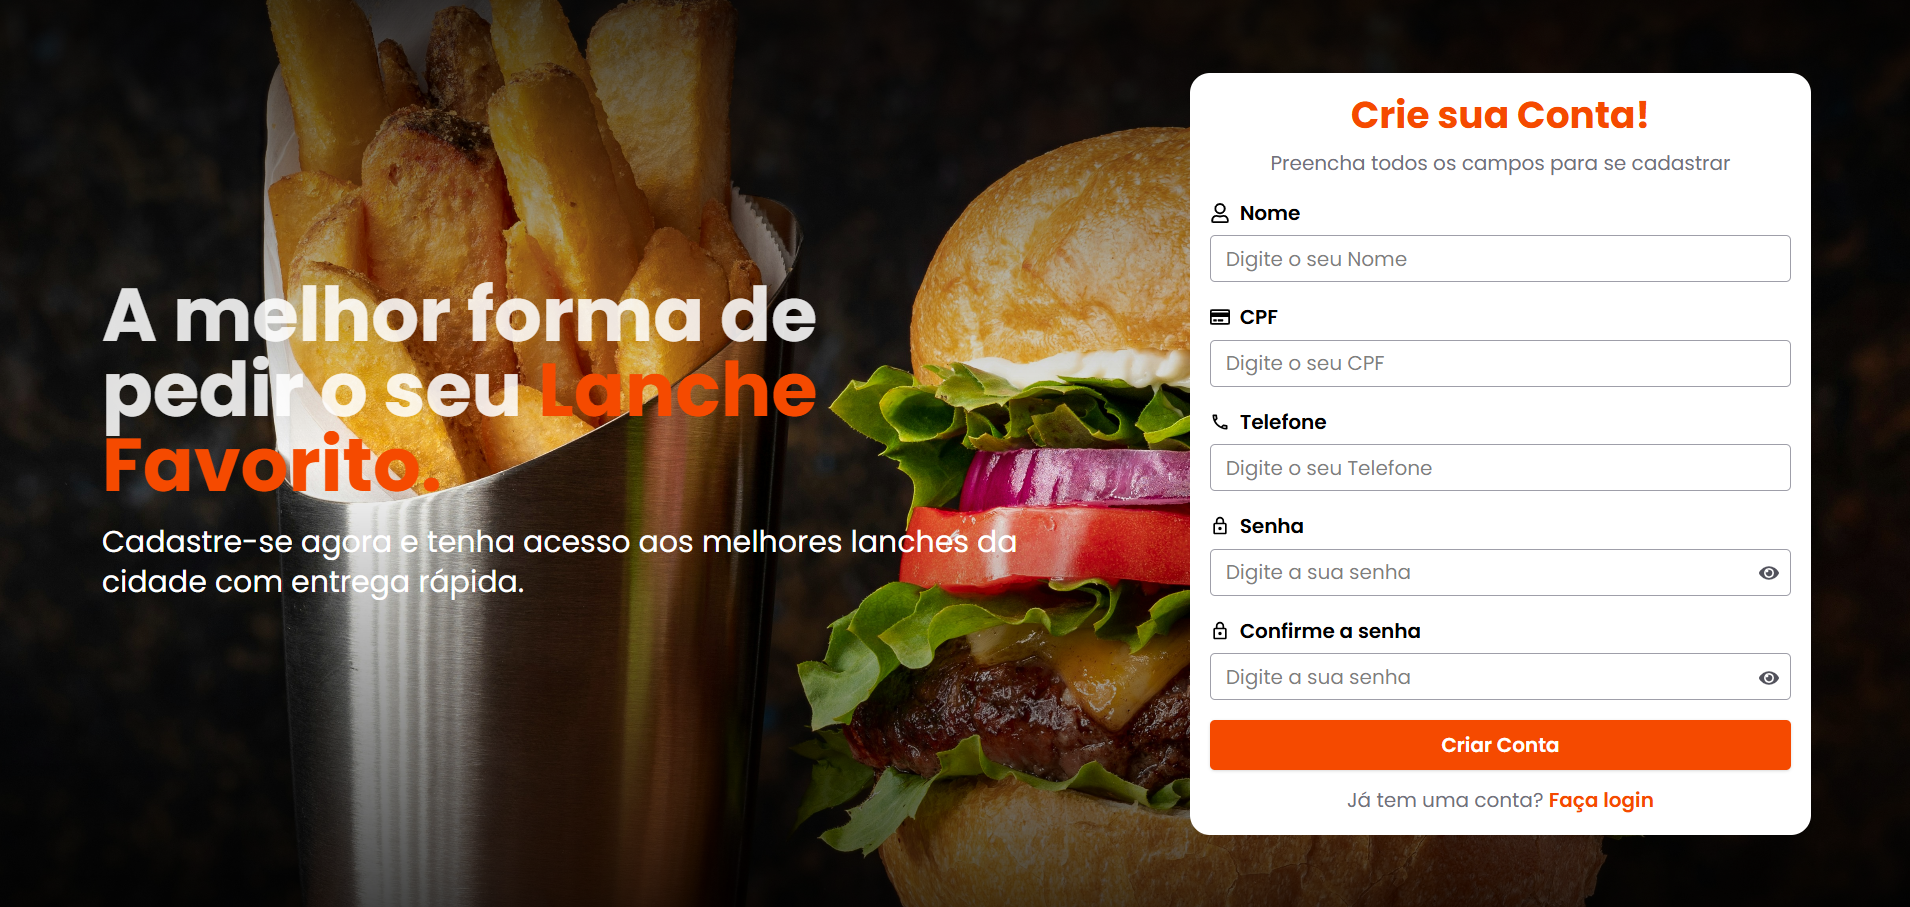 A melhor forma de
pedir o seu Lanche
Favorito.
Cadastre-se agora e tenha acesso aos melhores lanches da
cidade com entrega rápida.
Crie sua Conta!
Preencha todos os campos para se cadastrar
Nome
Digite o seu Nome
CPF
Digite o seu CPF
Telefone
Digite o seu Telefone
Senha
Digite a sua senha
Confirme a senha
Digite a sua senha
Criar Conta
Já tem uma conta? Faça login